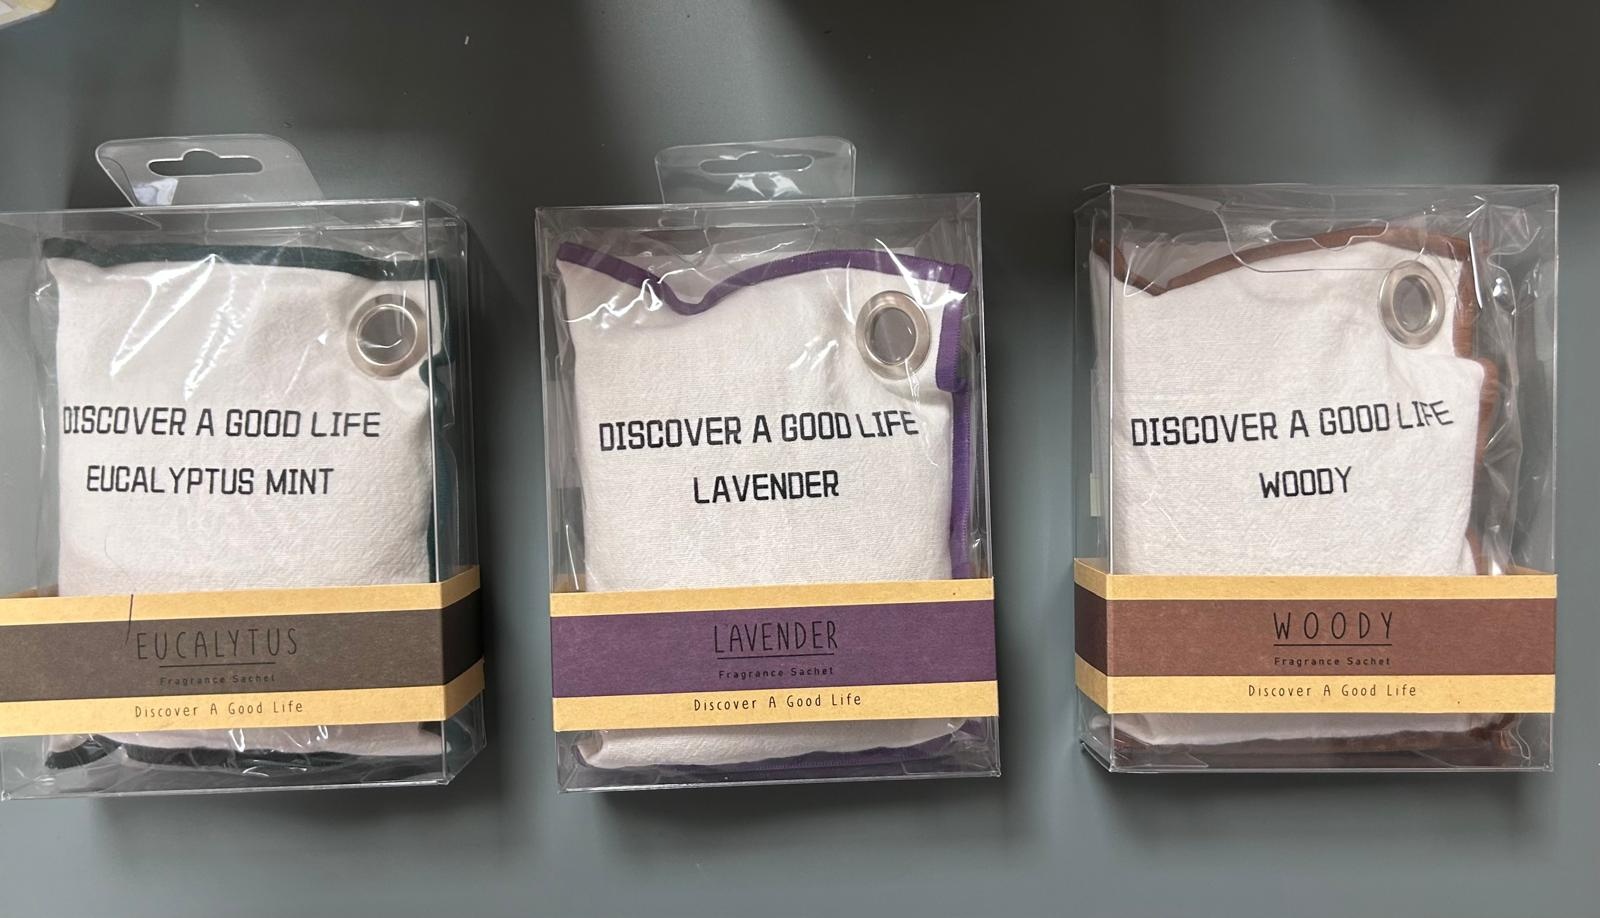 DISCOVER A GOOD LIFE
EUCALYPTUS MINT
EUCALYTUS
Fragrance Sachet
Discover A Good Life
DISCOVER A GOOD LIFE
LAVENDER
LAVENDER
Fragrance Sachet
Discover A Good Life
DISCOVER A GOOD LIFE
WOODY
WOODY
Fragrance Sachet
Discover A Good Life